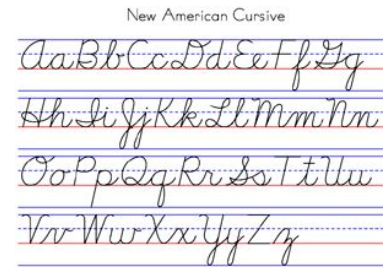 New American Cursive
AaBbCcDdEeFfGg
HhIiJjKkLlMmNn
OoPpQqRrSsTtUu
VvWwXxYyZz